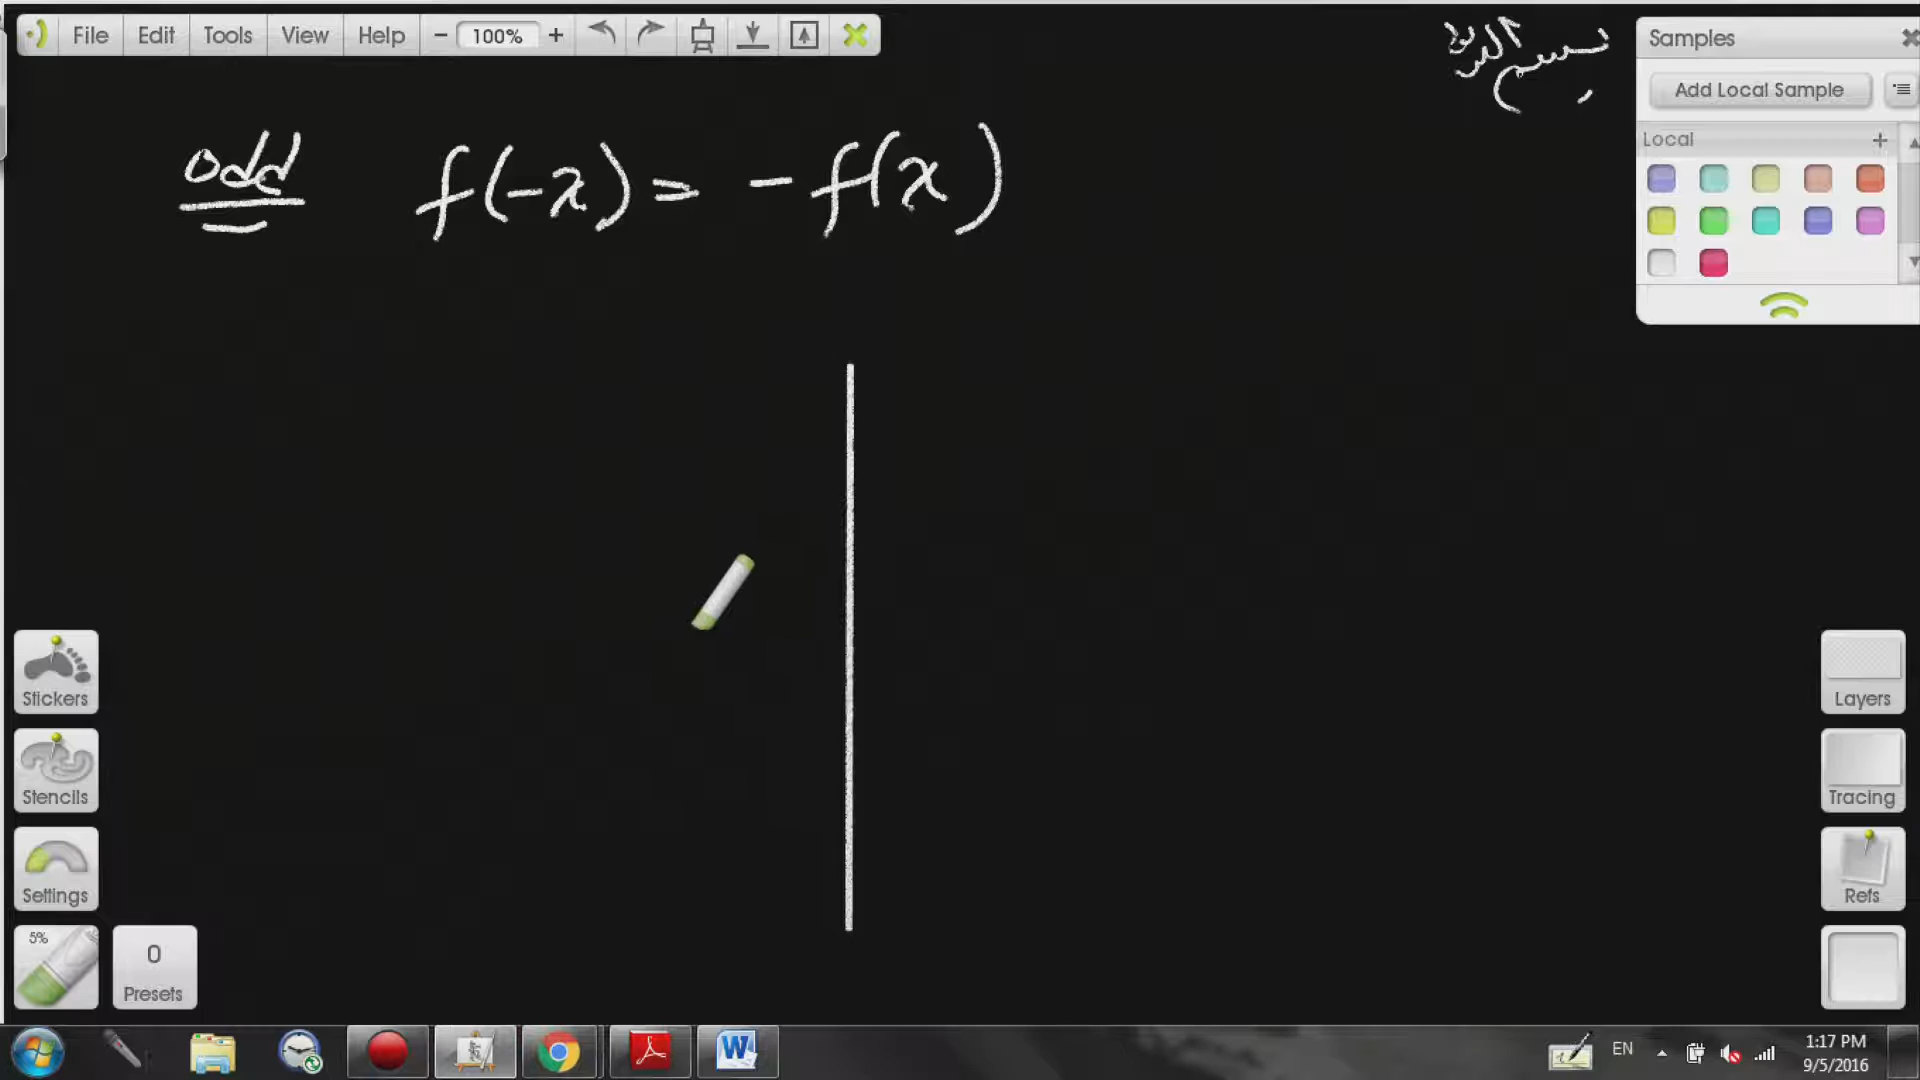 File Edit Tools View Help − 100% +
بسم الله
Samples
Add Local Sample
Local +
odd f(-x) = - f(x)
Stickers
Stencils
Settings
5%
0
Presets
Layers
Tracing
Refs
EN
1:17 PM
9/5/2016